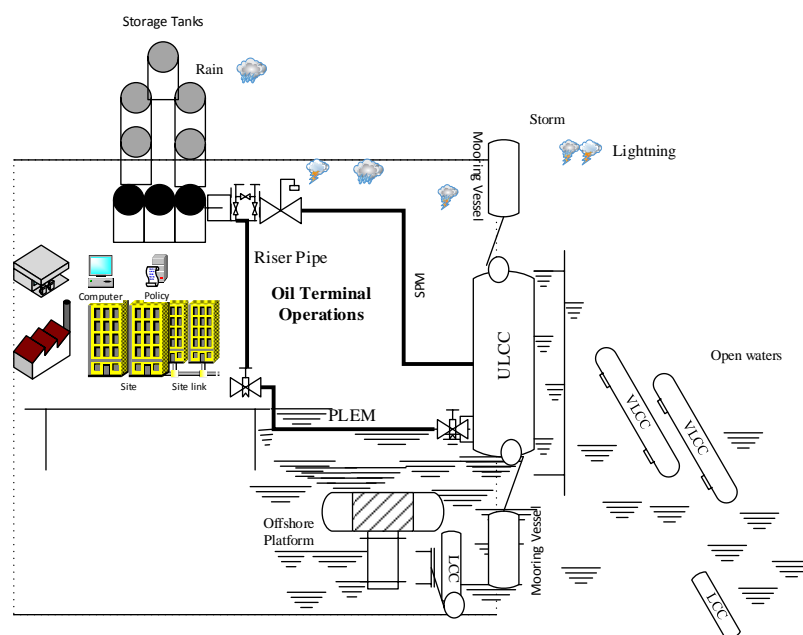 Storage Tanks
Rain
Storm
Lightning
Mooring Vessel
Riser Pipe
SPM
Computer
Policy
Oil Terminal
Operations
ULCC
Open waters
Site
Site link
VLCC
VLCC
PLEM
Offshore
Platform
LCC
Mooring Vessel
LCC